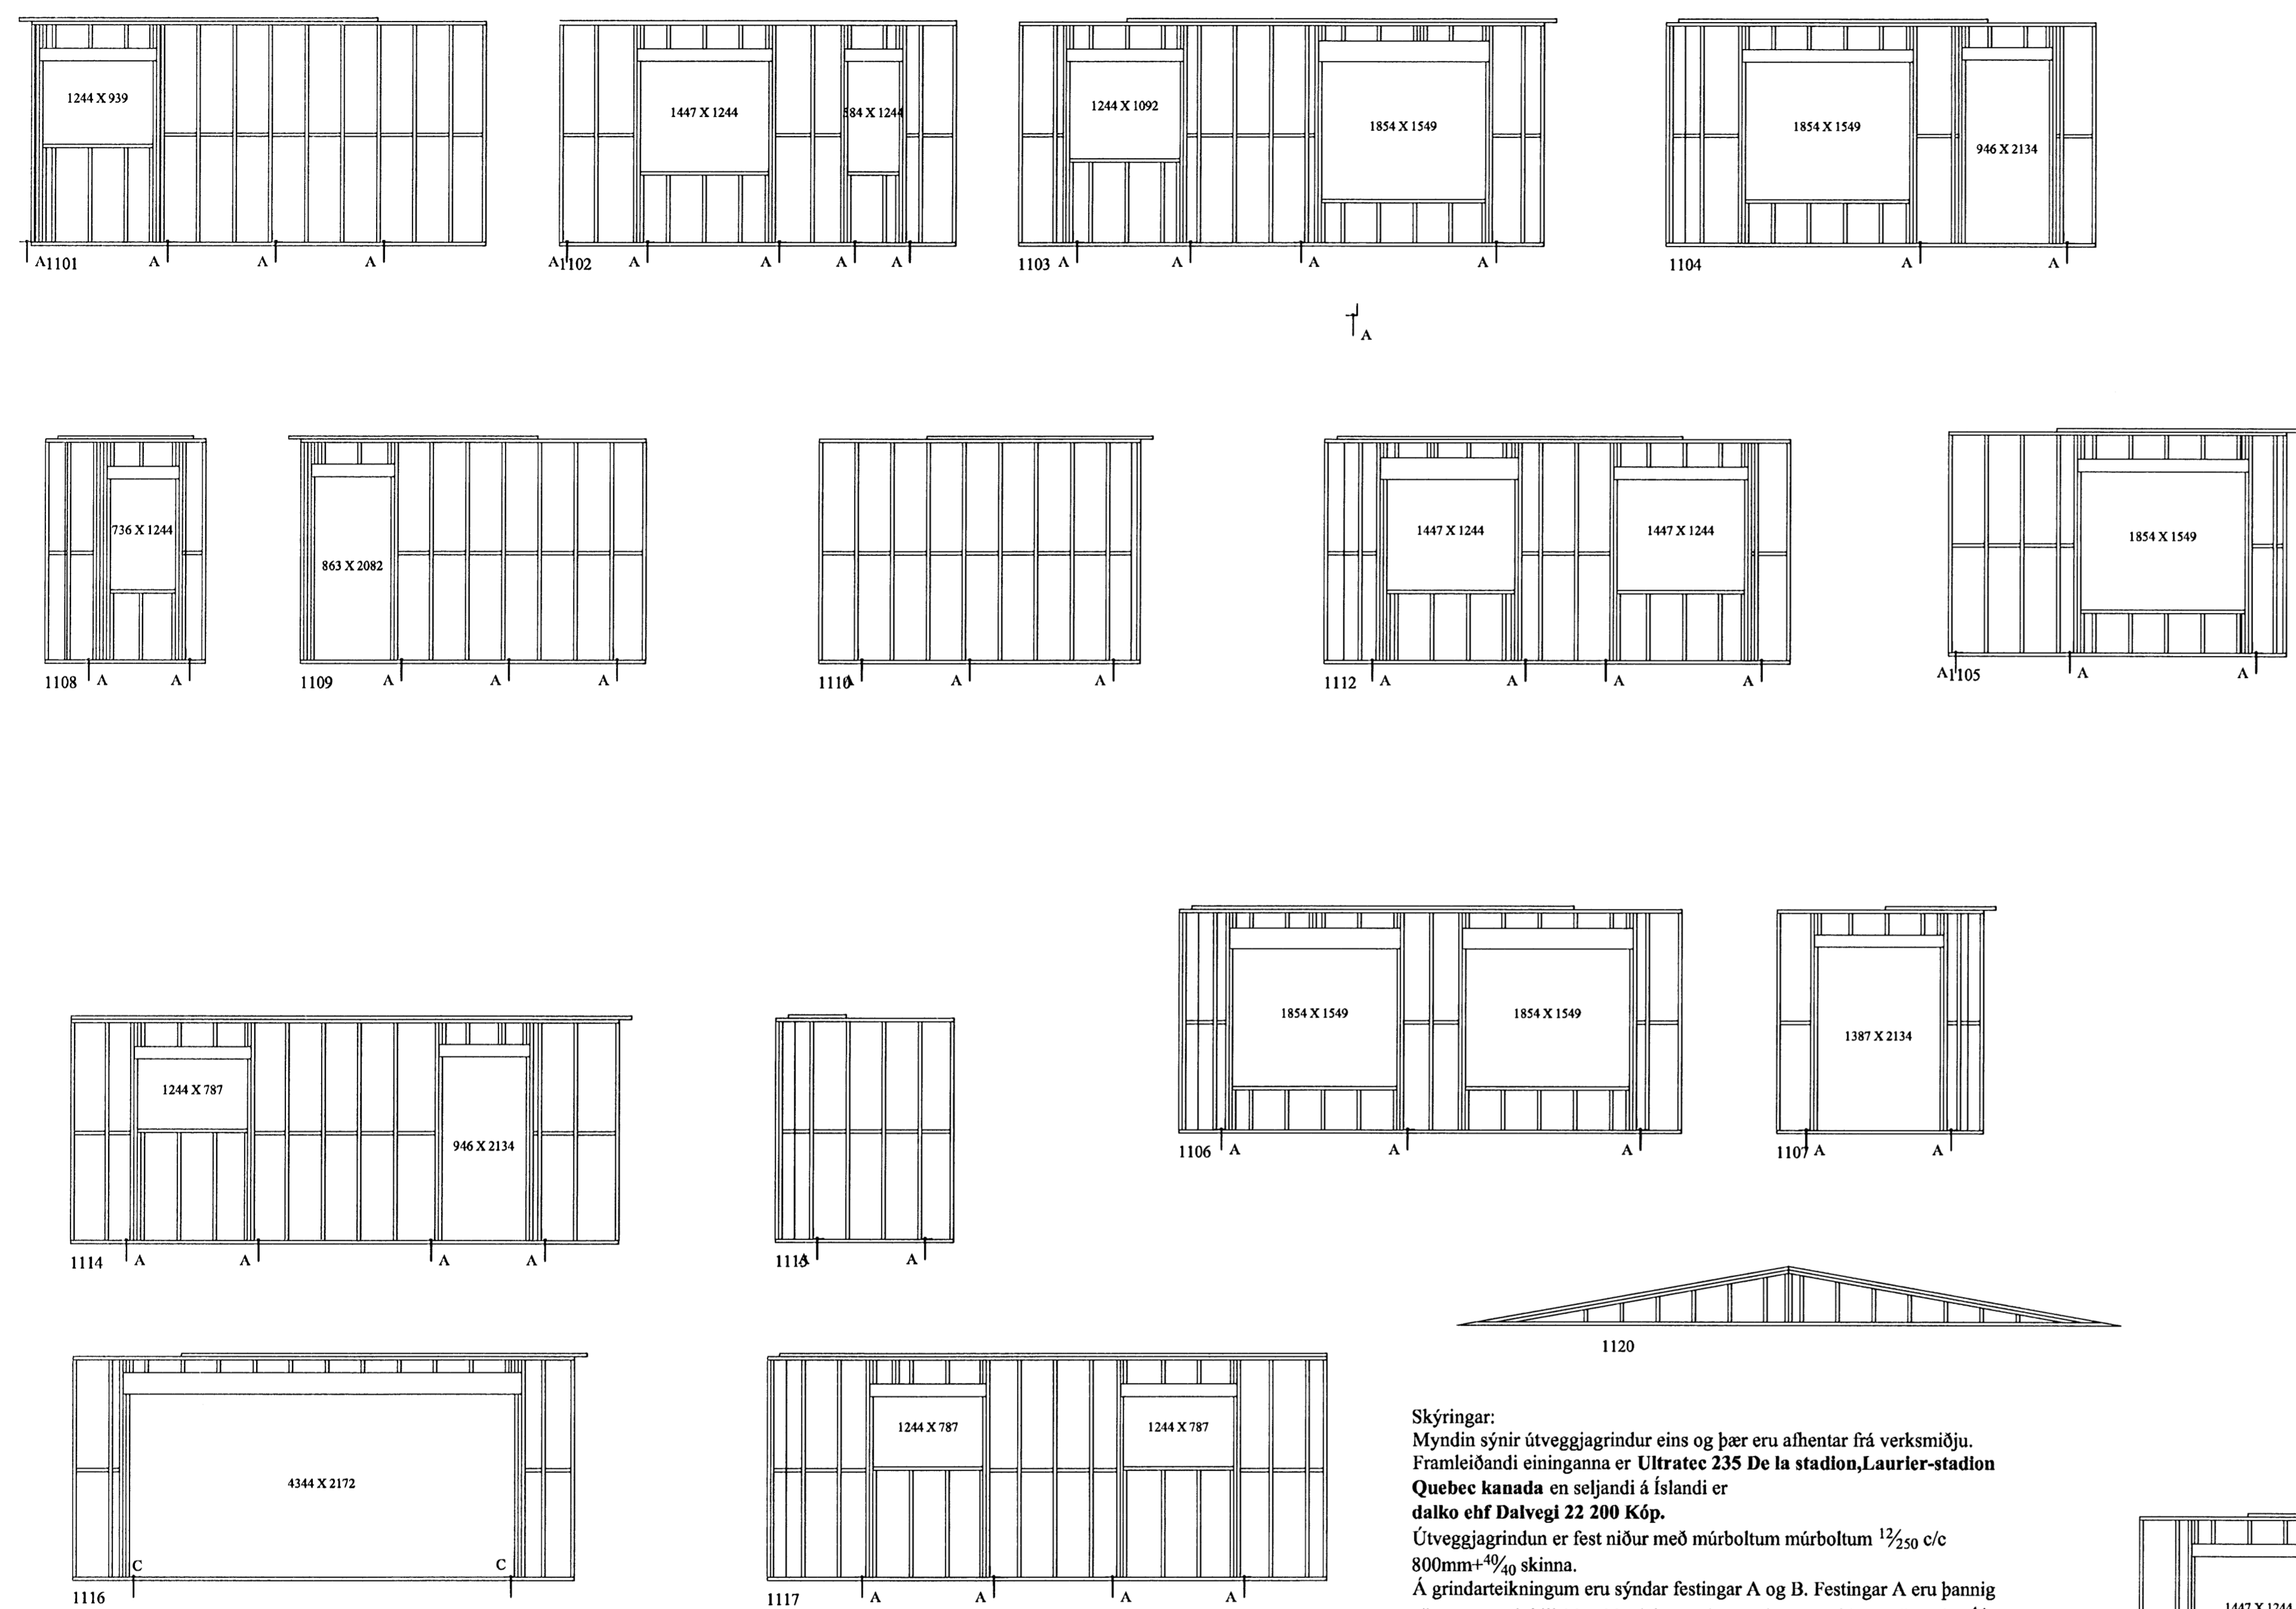 1244 X 939
A 1101 A A A
1447 X 1244
584 X 1244
A 1102 A A A A
1244 X 1092
1854 X 1549
1103 A A A A
1854 X 1549
946 X 2134
1104 A A
A
736 X 1244
1108 A A
863 X 2082
1109 A A A
1110 A A A
1447 X 1244
1447 X 1244
1112 A A A A
1854 X 1549
A 1105 A A
1854 X 1549
1854 X 1549
1106 A A A
1387 X 2134
1107 A A
1244 X 787
946 X 2134
1114 A A A A
1115 A A
1120
4344 X 2172
C C
1116
1244 X 787
1244 X 787
1117 A A A A
Skýringar:
Myndin sýnir útveggjagrindur eins og þær eru afhentar frá verksmiðju.
Framleiðandi eininganna er Ultratec 235 De la stadion,Laurier-stadion
Quebec kanada en seljandi á Íslandi er
dalko ehf Dalvegi 22 200 Kóp.
Útveggjagrindun er fest niður með múrboltum múrboltum 12/250 c/c
800mm+40/40 skinna.
Á grindarteikningum eru sýndar festingar A og B. Festingar A eru þannig
1447 X 1244